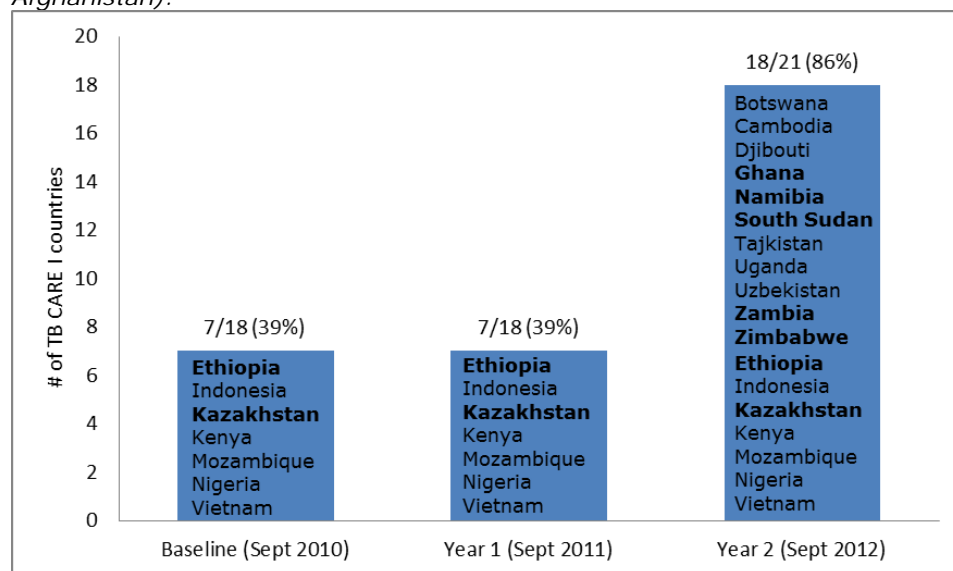 Afghanistan).
20
18
16
14
12
10
8
6
4
2
0
# of TB CARE I countries
7/18 (39%)
Ethiopia
Indonesia
Kazakhstan
Kenya
Mozambique
Nigeria
Vietnam
Baseline (Sept 2010)
7/18 (39%)
Ethiopia
Indonesia
Kazakhstan
Kenya
Mozambique
Nigeria
Vietnam
Year 1 (Sept 2011)
18/21 (86%)
Botswana
Cambodia
Djibouti
Ghana
Namibia
South Sudan
Tajkistan
Uganda
Uzbekistan
Zambia
Zimbabwe
Ethiopia
Indonesia
Kazakhstan
Kenya
Mozambique
Nigeria
Vietnam
Year 2 (Sept 2012)